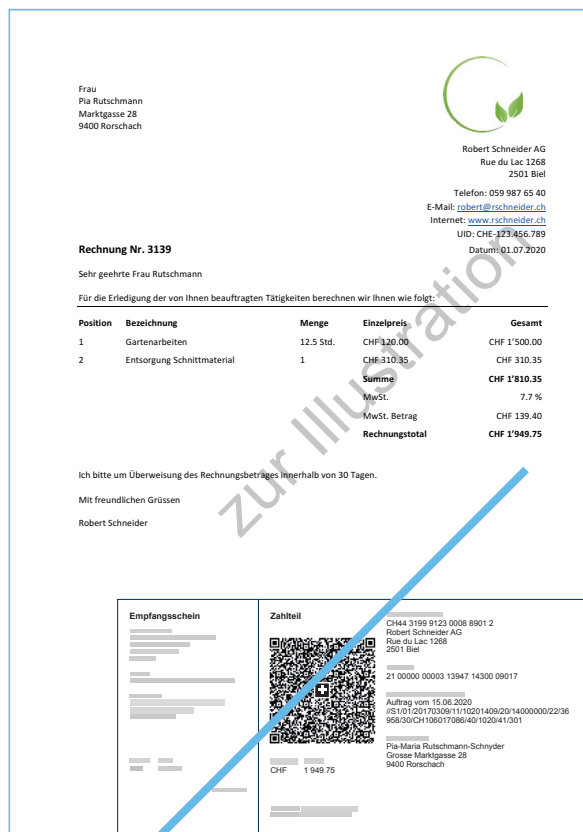 Frau
Pia Rutschmann
Marktgasse 28
9400 Rorschach
Robert Schneider AG
Rue du Lac 1268
2501 Biel
Telefon: 059 987 65 40
E-Mail: robert@rschneider.ch
Internet: www.rschneider.ch
UID: CHE-123.456.789
Rechnung Nr. 3139 Datum: 01.07.2020
Sehr geehrte Frau Rutschmann
Für die Erledigung der von Ihnen beauftragten Tätigkeiten berechnen wir Ihnen wie folgt:
Position Bezeichnung Menge Einzelpreis Gesamt
1 Gartenarbeiten 12.5 Std. CHF 120.00 CHF 1'500.00
2 Entsorgung Schnittmaterial 1 CHF 310.35 CHF 310.35
Summe CHF 1'810.35
MwSt. 7.7 %
MwSt. Betrag CHF 139.40
Rechnungstotal CHF 1'949.75
zur Illustration
Ich bitte um Überweisung des Rechnungsbetrages innerhalb von 30 Tagen.
Mit freundlichen Grüssen
Robert Schneider
Empfangsschein
Zahlteil
CH44 3199 9123 0008 8901 2
Robert Schneider AG
Rue du Lac 1268
2501 Biel
21 00000 00003 13947 14300 09017
Auftrag vom 15.06.2020
//S1/01/20170309/11/10201409/20/14000000/22/36
958/30/CH106017086/40/1020/41/301
Pia-Maria Rutschmann-Schnyder
Grosse Marktgasse 28
9400 Rorschach
CHF 1 949.75